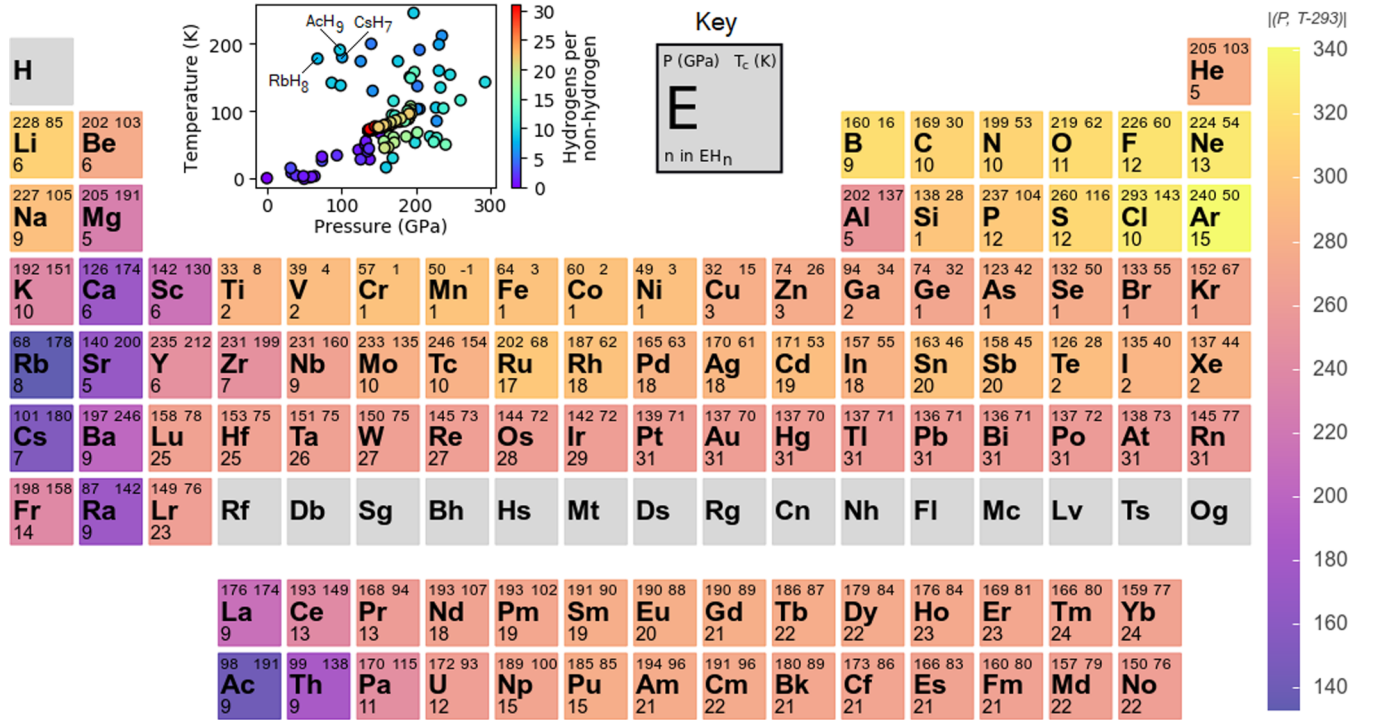 AcH9 CsH7
RbH8
Temperature (K)
200
100
0
0 100 200 300
Pressure (GPa)
30
25
20
15
10
5
0
Hydrogens per
non-hydrogen
Key
P (GPa) Tc (K)
E
n in EHn
|(P, T-293)|
340
320
300
280
260
240
220
200
180
160
140
205 103
H He
5
228 85 202 103 160 16 169 30 199 53 219 62 226 60 224 54
Li Be B C N O F Ne
6 6 9 10 10 11 12 13
227 105 205 191 202 137 138 28 237 104 260 116 293 143 240 50
Na Mg Al Si P S Cl Ar
9 5 5 1 12 12 10 15
192 151 126 174 142 130 33 8 39 4 57 1 50 -1 64 3 60 2 49 3 32 15 74 26 94 34 74 32 123 42 132 50 133 55 152 67
K Ca Sc Ti V Cr Mn Fe Co Ni Cu Zn Ga Ge As Se Br Kr
10 6 6 2 2 1 1 1 1 1 3 3 2 1 1 1 1 1
68 178 140 200 235 212 231 199 231 160 233 135 246 154 202 68 187 62 165 63 170 61 171 53 157 55 163 46 158 45 126 28 135 40 137 44
Rb Sr Y Zr Nb Mo Tc Ru Rh Pd Ag Cd In Sn Sb Te I Xe
8 5 6 7 9 10 10 17 18 18 18 19 18 20 20 2 2 2
101 180 197 246 158 78 153 75 151 75 150 75 145 73 144 72 142 72 139 71 137 70 137 70 137 71 136 71 136 71 137 72 138 73 145 77
Cs Ba Lu Hf Ta W Re Os Ir Pt Au Hg Tl Pb Bi Po At Rn
7 9 25 25 26 27 27 28 29 31 31 31 31 31 31 31 31 31
198 158 87 142 149 76
Fr Ra Lr Rf Db Sg Bh Hs Mt Ds Rg Cn Nh Fl Mc Lv Ts Og
14 9 23
176 174 193 149 168 94 193 107 193 102 191 90 190 88 190 89 186 87 179 84 176 84 169 81 166 80 159 77
La Ce Pr Nd Pm Sm Eu Gd Tb Dy Ho Er Tm Yb
9 13 13 18 19 19 20 21 22 22 23 23 24 24
98 191 99 138 170 115 172 93 189 100 185 85 194 96 191 96 180 89 173 86 166 83 160 80 157 79 150 76
Ac Th Pa U Np Pu Am Cm Bk Cf Es Fm Md No
9 9 11 12 15 15 21 22 21 21 21 21 22 22